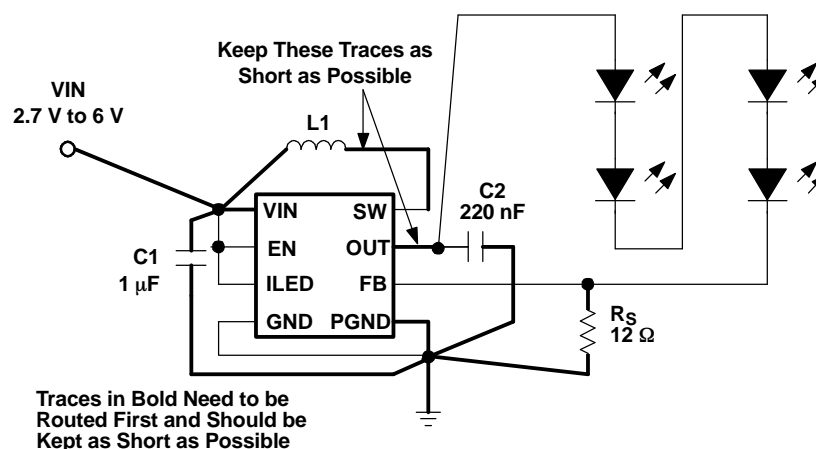 Keep These Traces as
Short as Possible
VIN
2.7 V to 6 V
L1
C2
220 nF
VIN
SW
EN
OUT
C1
1 μF
ILED
FB
GND
PGND
RS
12 Ω
Traces in Bold Need to be
Routed First and Should be
Kept as Short as Possible